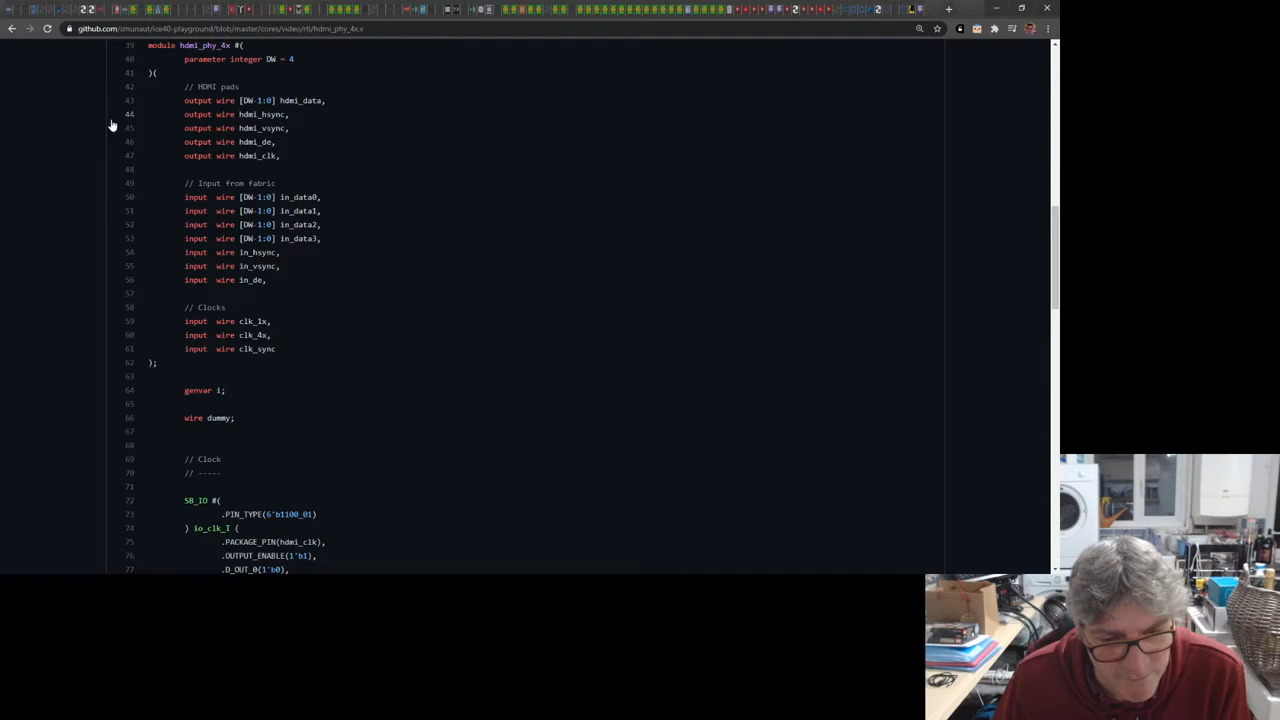 github.com/smunaut/ice40-playground/blob/master/cores/video/rtl/hdmi_phy_4x.v
39 module hdmi_phy_4x #(
40 parameter integer DW = 4
41 )(
42 // HDMI pads
43 output wire [DW-1:0] hdmi_data,
44 output wire hdmi_hsync,
45 output wire hdmi_vsync,
46 output wire hdmi_de,
47 output wire hdmi_clk,
48
49 // Input from fabric
50 input wire [DW-1:0] in_data0,
51 input wire [DW-1:0] in_data1,
52 input wire [DW-1:0] in_data2,
53 input wire [DW-1:0] in_data3,
54 input wire in_hsync,
55 input wire in_vsync,
56 input wire in_de,
57
58 // Clocks
59 input wire clk_1x,
60 input wire clk_4x,
61 input wire clk_sync
62 );
63
64 genvar i;
65
66 wire dummy;
67
68
69 // Clock
70 // -----
71
72 SB_IO #(
73 .PIN_TYPE(6'b1100_01)
74 ) io_clk_I (
75 .PACKAGE_PIN(hdmi_clk),
76 .OUTPUT_ENABLE(1'b1),
77 .D_OUT_0(1'b0),